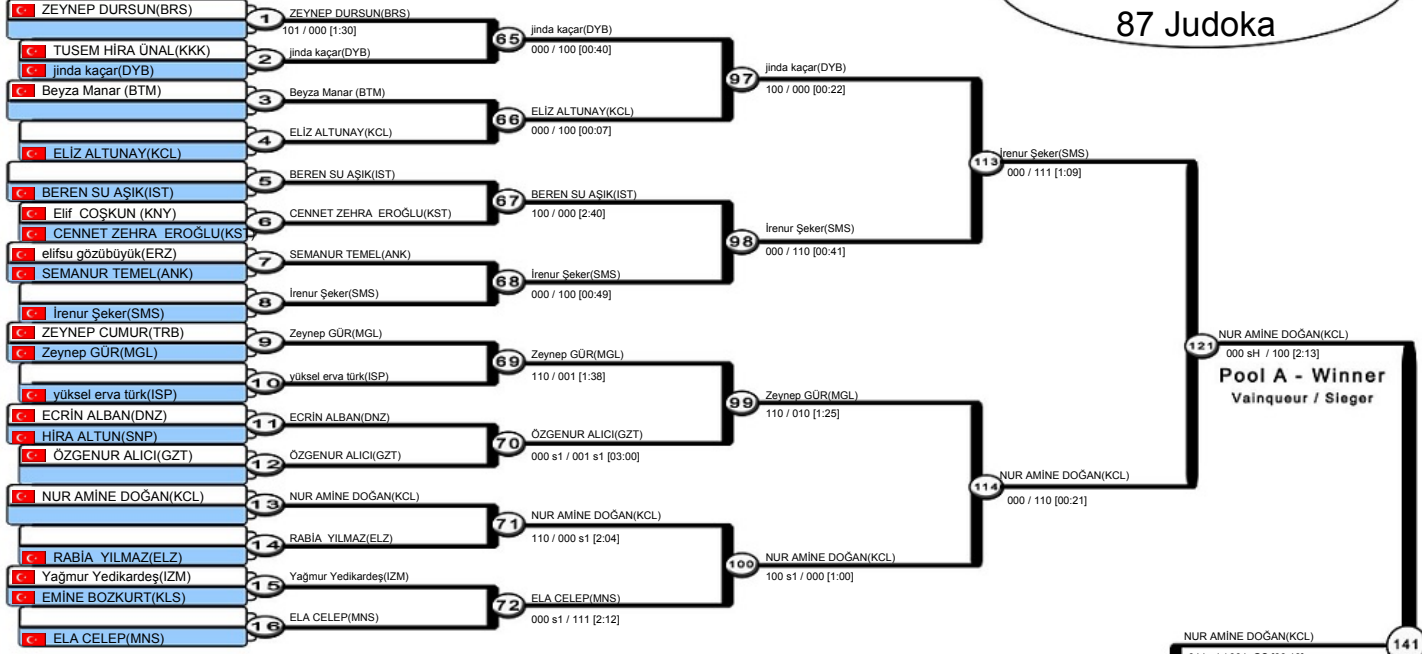 87 Judoka
ZEYNEP DURSUN(BRS)
TUSEM HİRA ÜNAL(KKK)
jinda kaçar(DYB)
Beyza Manar (BTM)
ELİZ ALTUNAY(KCL)
BEREN SU AŞIK(IST)
Elif COŞKUN (KNY)
CENNET ZEHRA EROĞLU(KST
elifsu gözübüyük(ERZ)
SEMANUR TEMEL(ANK)
İrenur Şeker(SMS)
ZEYNEP CUMUR(TRB)
Zeynep GÜR(MGL)
yüksel erva türk(ISP)
ECRİN ALBAN(DNZ)
HİRA ALTUN(SNP)
ÖZGENUR ALICI(GZT)
NUR AMİNE DOĞAN(KCL)
RABİA YILMAZ(ELZ)
Yağmur Yedikardeş(IZM)
EMİNE BOZKURT(KLS)
ELA CELEP(MNS)
1 ZEYNEP DURSUN(BRS)
101 / 000 [1:30]
2 jinda kaçar(DYB)
3 Beyza Manar (BTM)
4 ELİZ ALTUNAY(KCL)
5 BEREN SU AŞIK(IST)
6 CENNET ZEHRA EROĞLU(KST)
7 SEMANUR TEMEL(ANK)
8 İrenur Şeker(SMS)
9 Zeynep GÜR(MGL)
10 yüksel erva türk(ISP)
11 ECRİN ALBAN(DNZ)
12 ÖZGENUR ALICI(GZT)
13 NUR AMİNE DOĞAN(KCL)
14 RABİA YILMAZ(ELZ)
15 Yağmur Yedikardeş(IZM)
16 ELA CELEP(MNS)
65 jinda kaçar(DYB)
000 / 100 [00:40]
66 ELİZ ALTUNAY(KCL)
000 / 100 [00:07]
67 BEREN SU AŞIK(IST)
100 / 000 [2:40]
68 İrenur Şeker(SMS)
000 / 100 [00:49]
69 Zeynep GÜR(MGL)
110 / 001 [1:38]
70 ÖZGENUR ALICI(GZT)
000 s1 / 001 s1 [03:00]
71 NUR AMİNE DOĞAN(KCL)
110 / 000 s1 [2:04]
72 ELA CELEP(MNS)
000 s1 / 111 [2:12]
97 jinda kaçar(DYB)
100 / 000 [00:22]
98 İrenur Şeker(SMS)
000 / 110 [00:41]
99 Zeynep GÜR(MGL)
110 / 010 [1:25]
100 NUR AMİNE DOĞAN(KCL)
100 s1 / 000 [1:00]
113 İrenur Şeker(SMS)
000 / 111 [1:09]
114 NUR AMİNE DOĞAN(KCL)
000 / 110 [00:21]
121 NUR AMİNE DOĞAN(KCL)
000 sH / 100 [2:13]
Pool A - Winner
Vainqueur / Sieger
NUR AMİNE DOĞAN(KCL)
141